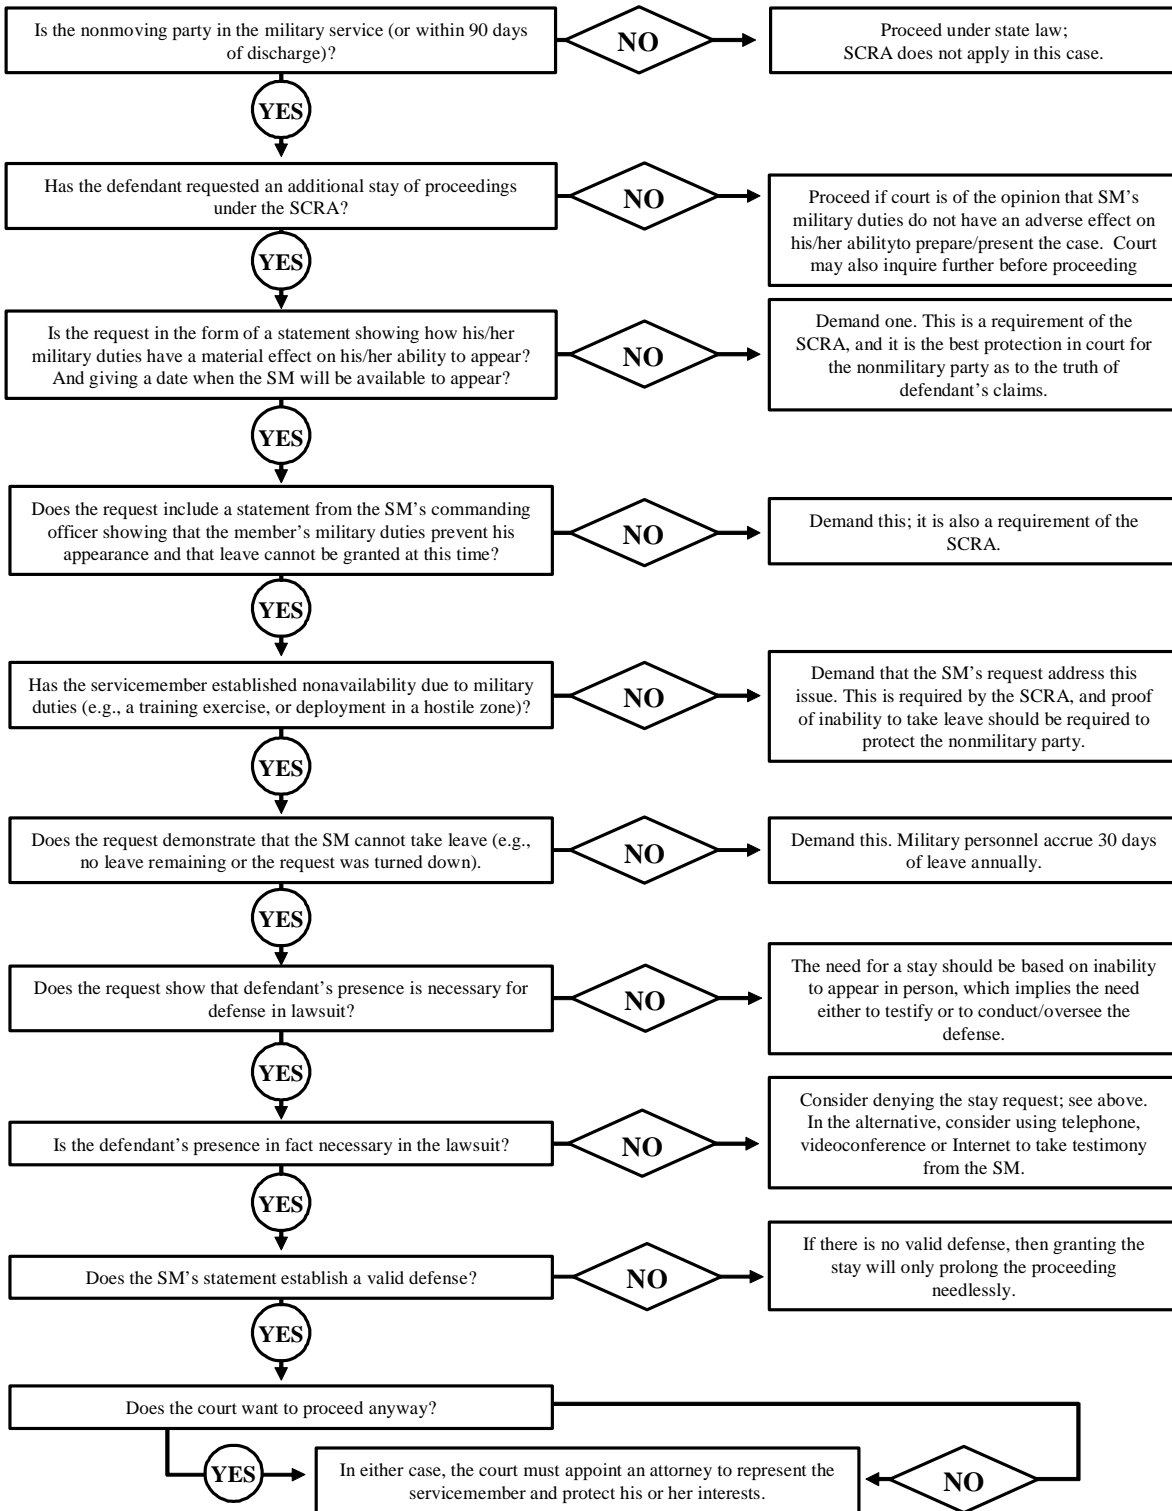 Is the nonmoving party in the military service (or within 90 days
of discharge)?
NO
Proceed under state law;
SCRA does not apply in this case.
YES
Has the defendant requested an additional stay of proceedings
under the SCRA?
NO
Proceed if court is of the opinion that SM's
military duties do not have an adverse effect on
his/her abilityto prepare/present the case.  Court
may also inquire further before proceeding
YES
Is the request in the form of a statement showing how his/her
military duties have a material effect on his/her ability to appear?
And giving a date when the SM will be available to appear?
NO
Demand one. This is a requirement of the
SCRA, and it is the best protection in court for
the nonmilitary party as to the truth of
defendant's claims.
YES
Does the request include a statement from the SM's commanding
officer showing that the member's military duties prevent his
appearance and that leave cannot be granted at this time?
NO
Demand this; it is also a requirement of the
SCRA.
YES
Has the servicemember established nonavailability due to military
duties (e.g., a training exercise, or deployment in a hostile zone)?
NO
Demand that the SM's request address this
issue. This is required by the SCRA, and proof
of inability to take leave should be required to
protect the nonmilitary party.
YES
Does the request demonstrate that the SM cannot take leave (e.g.,
no leave remaining or the request was turned down).
NO
Demand this. Military personnel accrue 30 days
of leave annually.
YES
Does the request show that defendant's presence is necessary for
defense in lawsuit?
NO
The need for a stay should be based on inability
to appear in person, which implies the need
either to testify or to conduct/oversee the
defense.
YES
Is the defendant's presence in fact necessary in the lawsuit?
NO
Consider denying the stay request; see above.
In the alternative, consider using telephone,
videoconference or Internet to take testimony
from the SM.
YES
Does the SM's statement establish a valid defense?
NO
If there is no valid defense, then granting the
stay will only prolong the proceeding
needlessly.
YES
Does the court want to proceed anyway?
YES
In either case, the court must appoint an attorney to represent the
servicemember and protect his or her interests.
NO